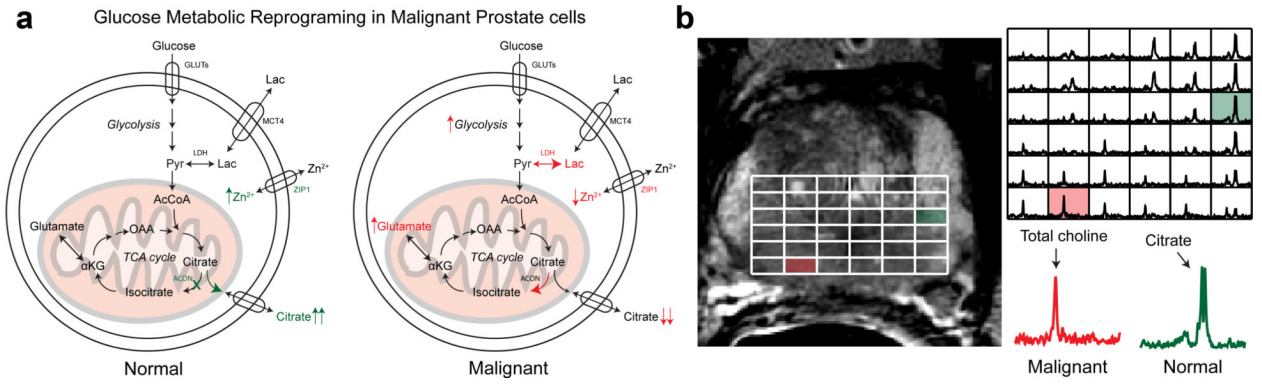 a
Glucose Metabolic Reprograming in Malignant Prostate cells
Glucose
GLUTs
Lac
MCT4
Glycolysis
LDH
Pyr
Lac
Zn²⁺
↑Zn²⁺
ZIP1
AcCoA
Glutamate
OAA
TCA cycle
Citrate
αKG
ACON
X
Isocitrate
Citrate↑↑
Normal
Glucose
GLUTs
Lac
MCT4
↑Glycolysis
LDH
Pyr
Lac
Zn²⁺
↓Zn²⁺
ZIP1
AcCoA
↑Glutamate
OAA
TCA cycle
Citrate
αKG
ACON
Isocitrate
Citrate↓↓
Malignant
b
Total choline
Citrate
Malignant
Normal